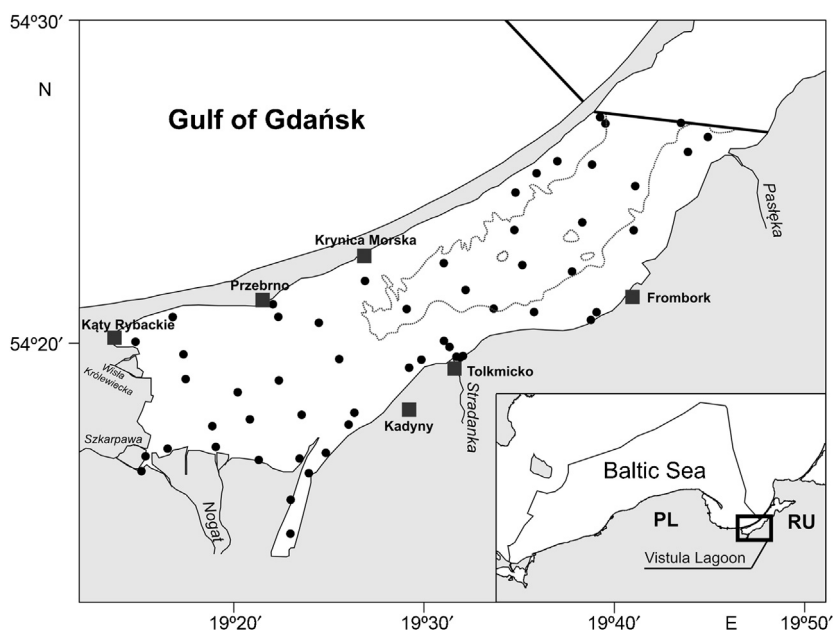 54º30′
N
Gulf of Gdańsk
Pasłęka
Krynica Morska
Przebrno
Frombork
Kąty Rybackie
54º20′
Wisła
Królewiecka
Tolkmicko
Stradanka
Kadyny
Szkarpawa
Nogat
Baltic Sea
PL
RU
Vistula Lagoon
19º20′
19º30′
19º40′
E
19º50′